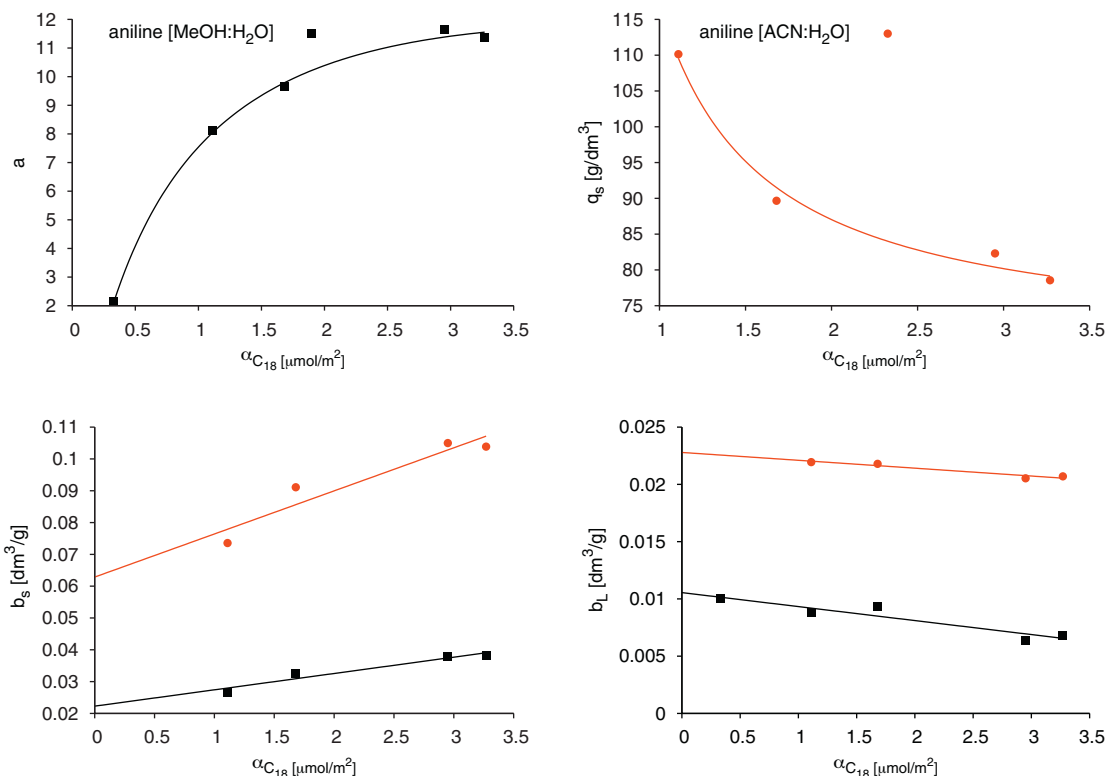 aniline [MeOH:H₂O]
12
11
10
9
8
7
6
5
4
3
2
a
0 0.5 1 1.5 2 2.5 3 3.5
αC₁₈ [μmol/m²]
aniline [ACN:H₂O]
115
110
105
100
95
90
85
80
75
qₛ [g/dm³]
1 1.5 2 2.5 3 3.5
αC₁₈ [μmol/m²]
0.11
0.1
0.09
0.08
0.07
0.06
0.05
0.04
0.03
0.02
bₛ [dm³/g]
0 0.5 1 1.5 2 2.5 3 3.5
αC₁₈ [μmol/m²]
0.025
0.02
0.015
0.01
0.005
0
b_L [dm³/g]
0 0.5 1 1.5 2 2.5 3 3.5
αC₁₈ [μmol/m²]